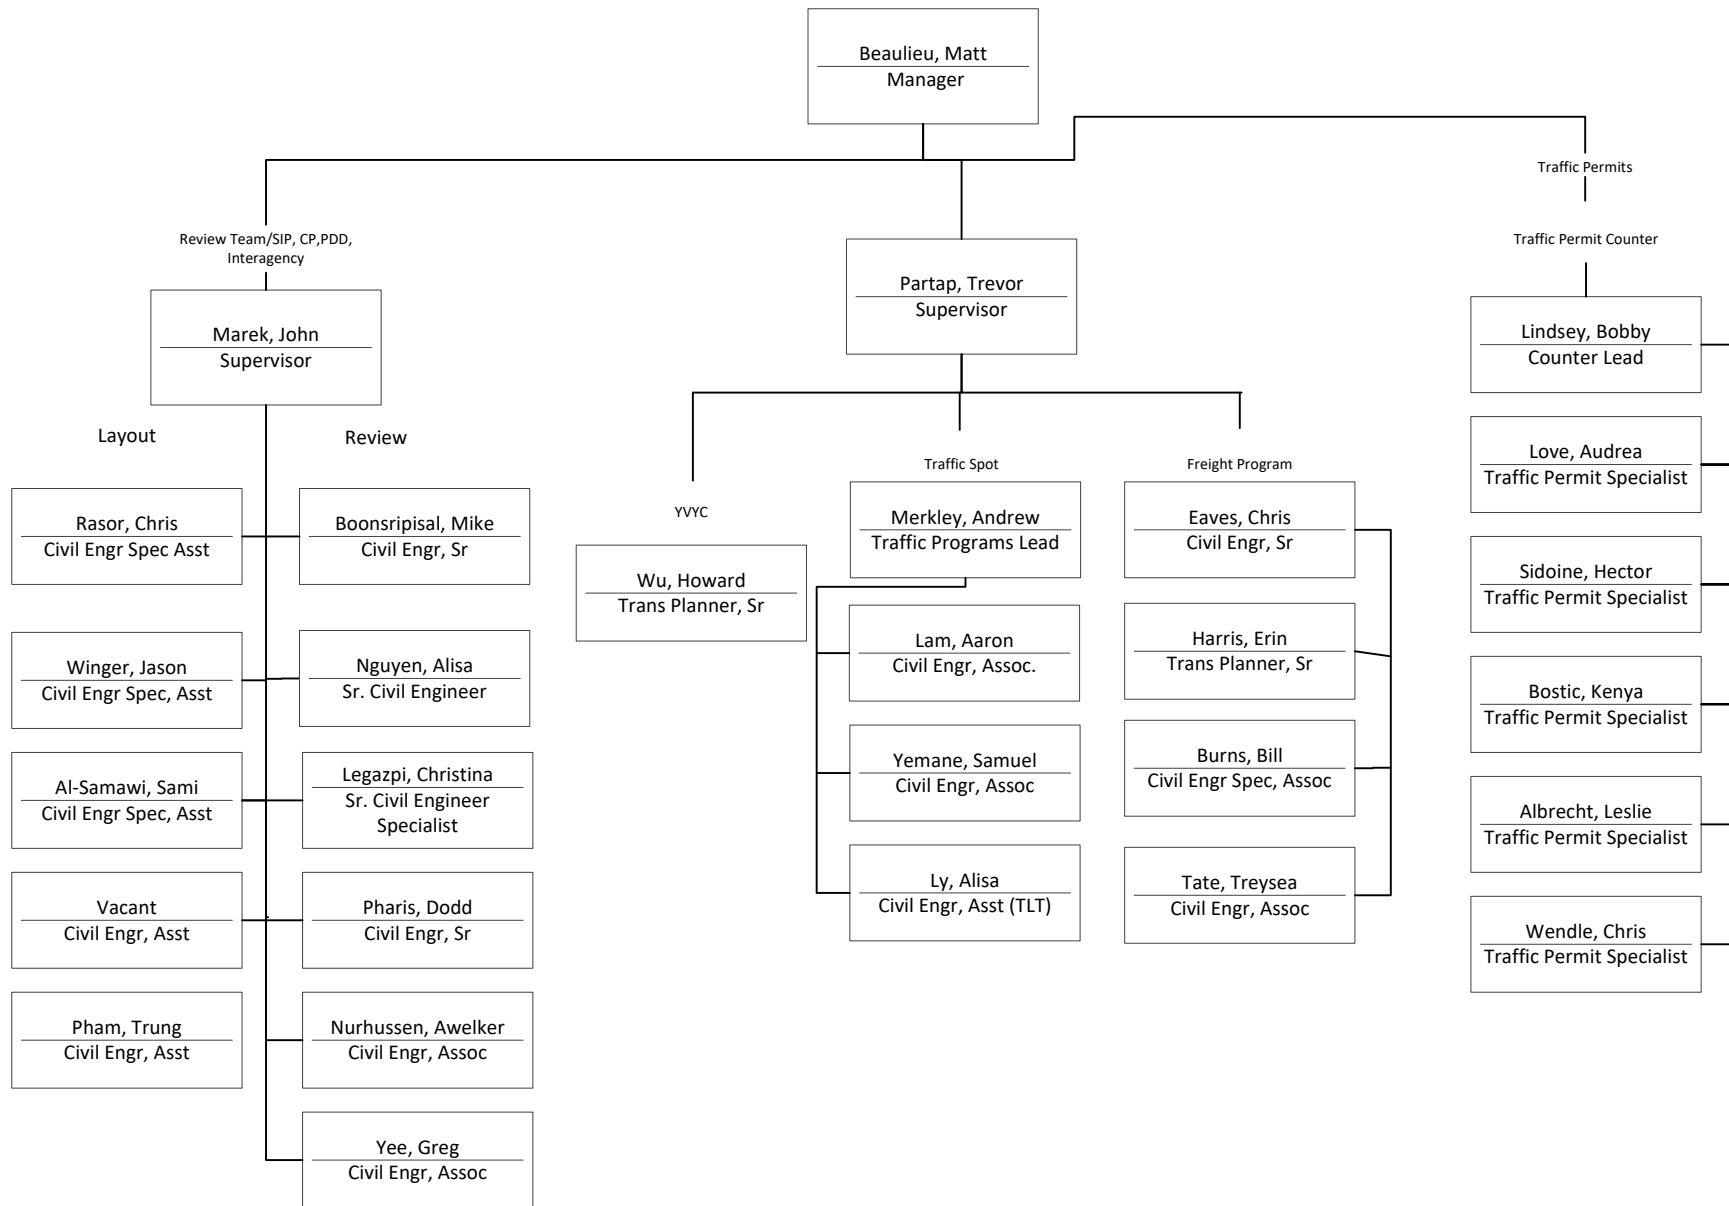 Beaulieu, Matt
Manager
Review Team/SIP, CP,PDD,
Interagency
Marek, John
Supervisor
Layout
Review
Rasor, Chris
Civil Engr Spec Asst
Boonsripisal, Mike
Civil Engr, Sr
Winger, Jason
Civil Engr Spec, Asst
Nguyen, Alisa
Sr. Civil Engineer
Al-Samawi, Sami
Civil Engr Spec, Asst
Legazpi, Christina
Sr. Civil Engineer
Specialist
Vacant
Civil Engr, Asst
Pharis, Dodd
Civil Engr, Sr
Pham, Trung
Civil Engr, Asst
Nurhussen, Awelker
Civil Engr, Assoc
Yee, Greg
Civil Engr, Assoc
Partap, Trevor
Supervisor
YVYC
Wu, Howard
Trans Planner, Sr
Traffic Spot
Merkley, Andrew
Traffic Programs Lead
Lam, Aaron
Civil Engr, Assoc.
Yemane, Samuel
Civil Engr, Assoc
Ly, Alisa
Civil Engr, Asst (TLT)
Freight Program
Eaves, Chris
Civil Engr, Sr
Harris, Erin
Trans Planner, Sr
Burns, Bill
Civil Engr Spec, Assoc
Tate, Treysea
Civil Engr, Assoc
Traffic Permits
Traffic Permit Counter
Lindsey, Bobby
Counter Lead
Love, Audrea
Traffic Permit Specialist
Sidoine, Hector
Traffic Permit Specialist
Bostic, Kenya
Traffic Permit Specialist
Albrecht, Leslie
Traffic Permit Specialist
Wendle, Chris
Traffic Permit Specialist